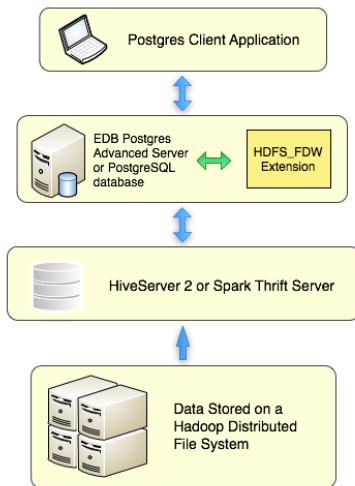 Postgres Client Application
EDB Postgres
Advanced Server
or PostgreSQL
database
HDFS_FDW
Extension
HiveServer 2 or Spark Thrift Server
Data Stored on a
Hadoop Distributed
File System